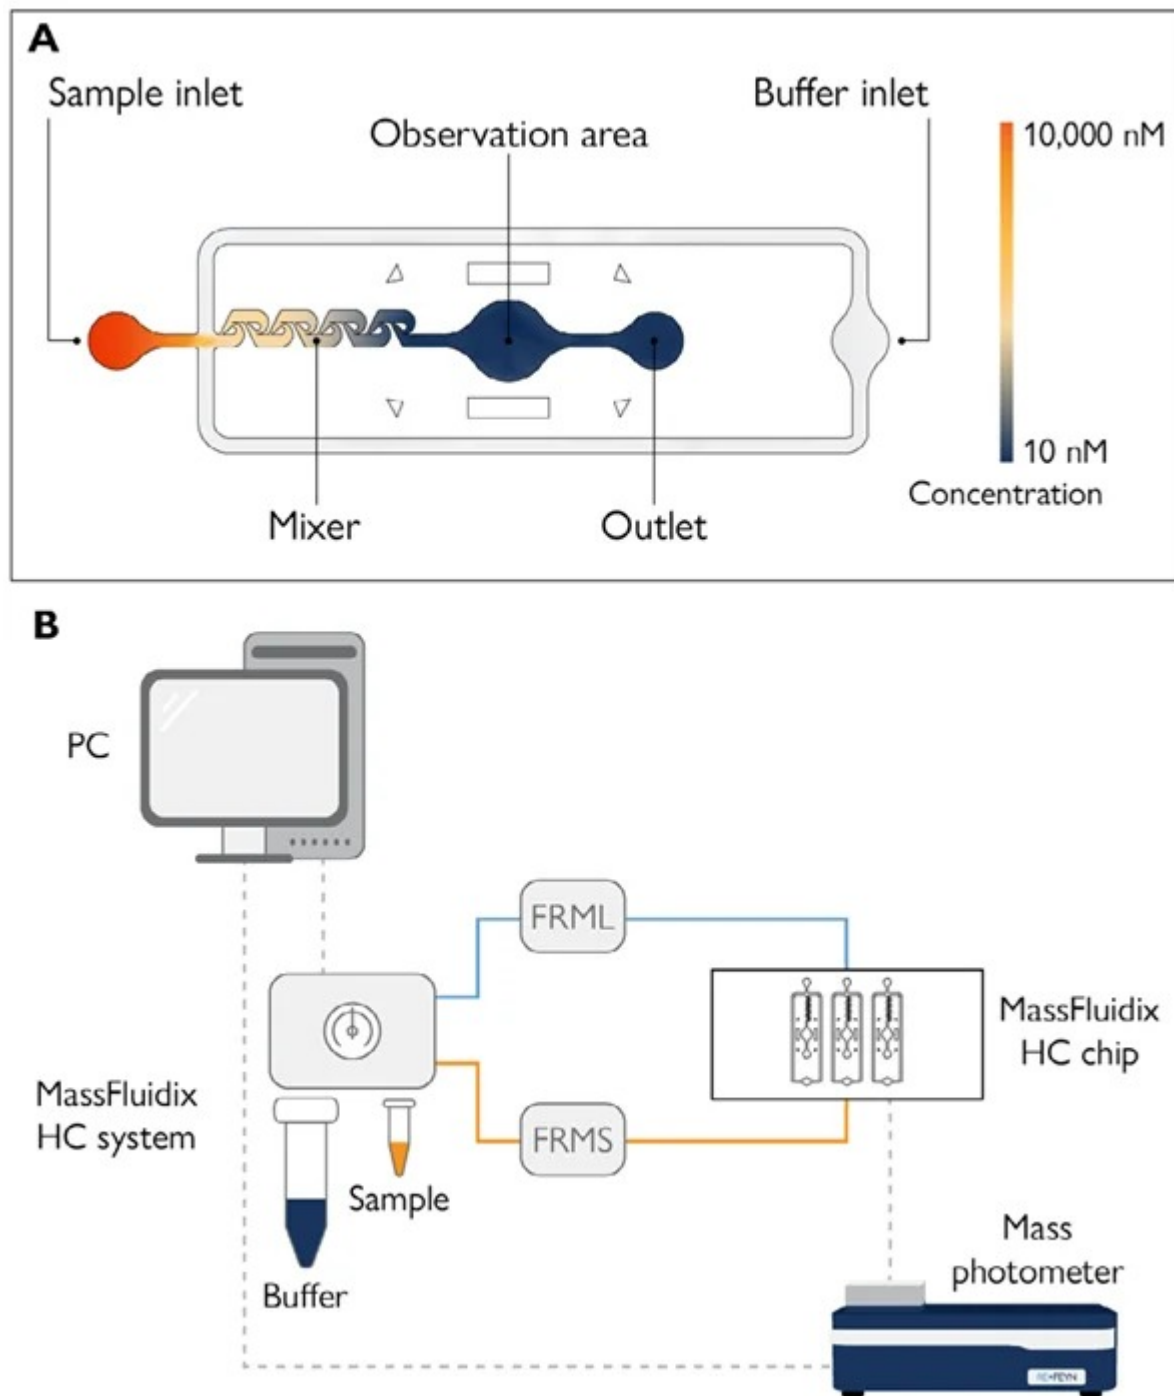 A
Sample inlet
Buffer inlet
Observation area
10,000 nM
10 nM
Concentration
Mixer
Outlet
B
PC
FRML
MassFluidix
HC chip
MassFluidix
HC system
FRMS
Sample
Buffer
Mass
photometer